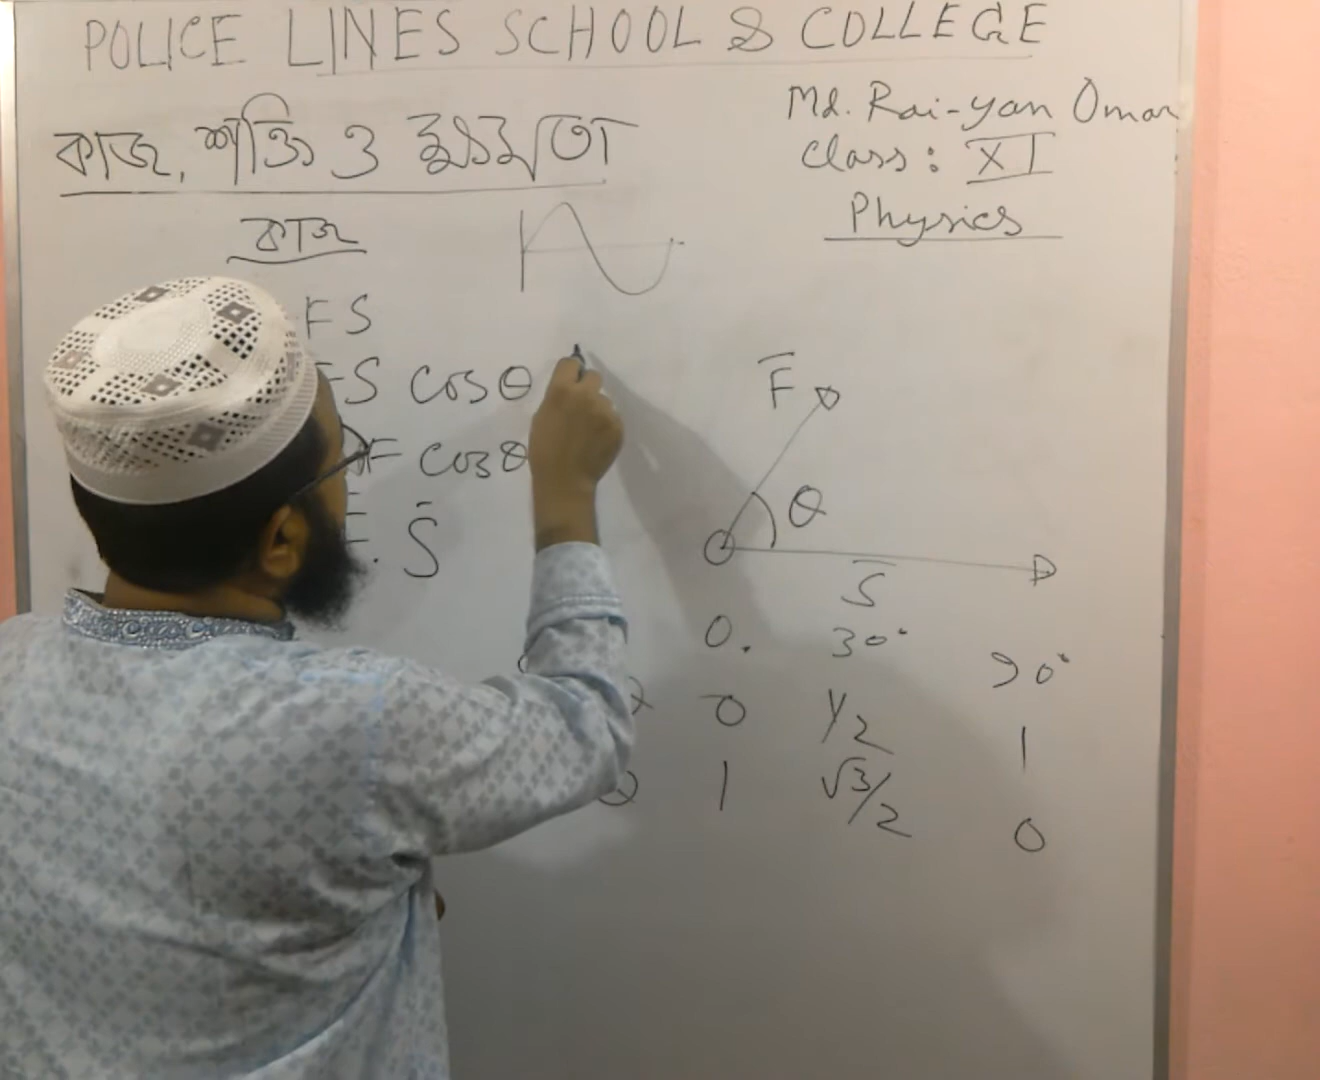 POLICE LINES SCHOOL & COLLEGE
Md. Rai-yan Omar
Class: XI
Physics
কাজ, শক্তি ও ক্ষমতা
কাজ
FS
FS cosθ
F cosθ
. S̄
F̄
θ
S̄
0. 30° 90°
0 1/2 1
1 √3/2 0